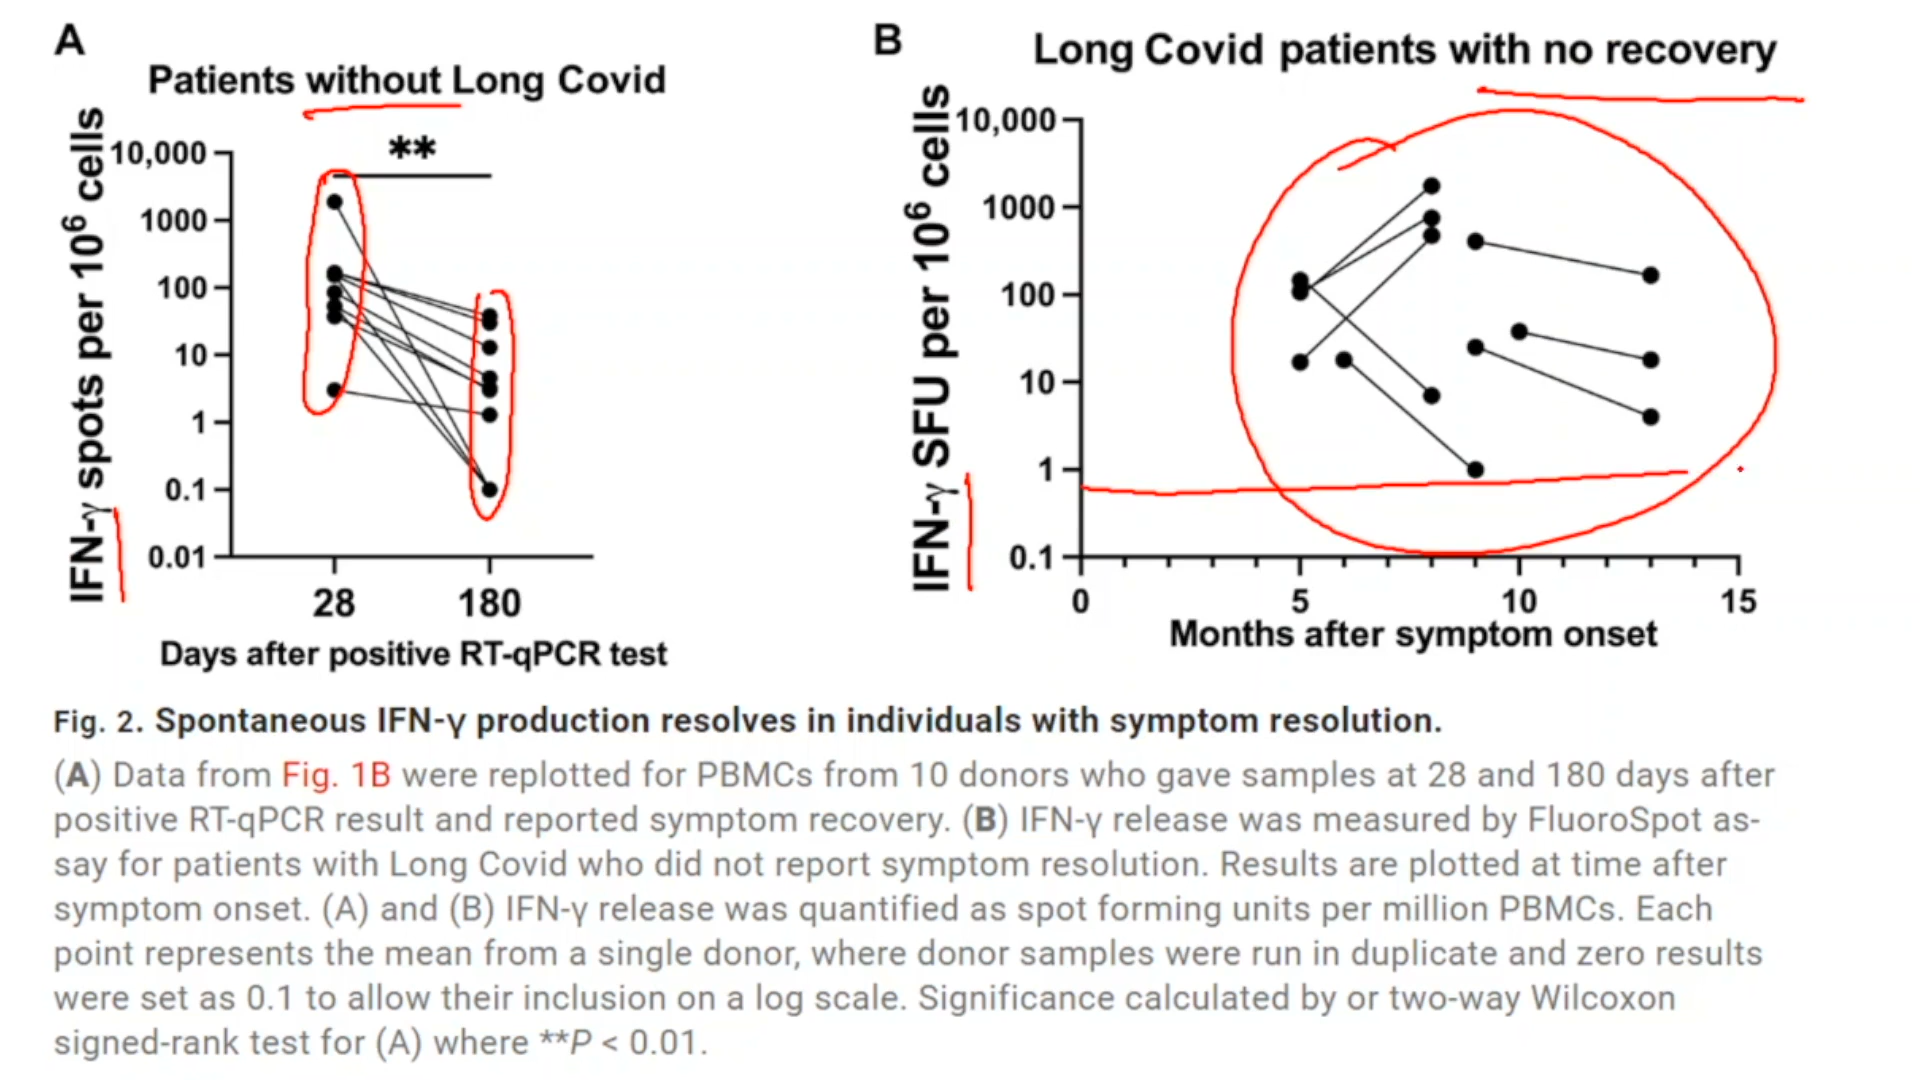 A
Patients without Long Covid
**
IFN-γ spots per 10⁶ cells
10,000
1000
100
10
1
0.1
0.01
28 180
Days after positive RT-qPCR test
B
Long Covid patients with no recovery
IFN-γ SFU per 10⁶ cells
10,000
1000
100
10
1
0.1
0 5 10 15
Months after symptom onset
Fig. 2. Spontaneous IFN-γ production resolves in individuals with symptom resolution.
(A) Data from Fig. 1B were replotted for PBMCs from 10 donors who gave samples at 28 and 180 days after
positive RT-qPCR result and reported symptom recovery. (B) IFN-γ release was measured by FluoroSpot as-
say for patients with Long Covid who did not report symptom resolution. Results are plotted at time after
symptom onset. (A) and (B) IFN-γ release was quantified as spot forming units per million PBMCs. Each
point represents the mean from a single donor, where donor samples were run in duplicate and zero results
were set as 0.1 to allow their inclusion on a log scale. Significance calculated by or two-way Wilcoxon
signed-rank test for (A) where **P < 0.01.